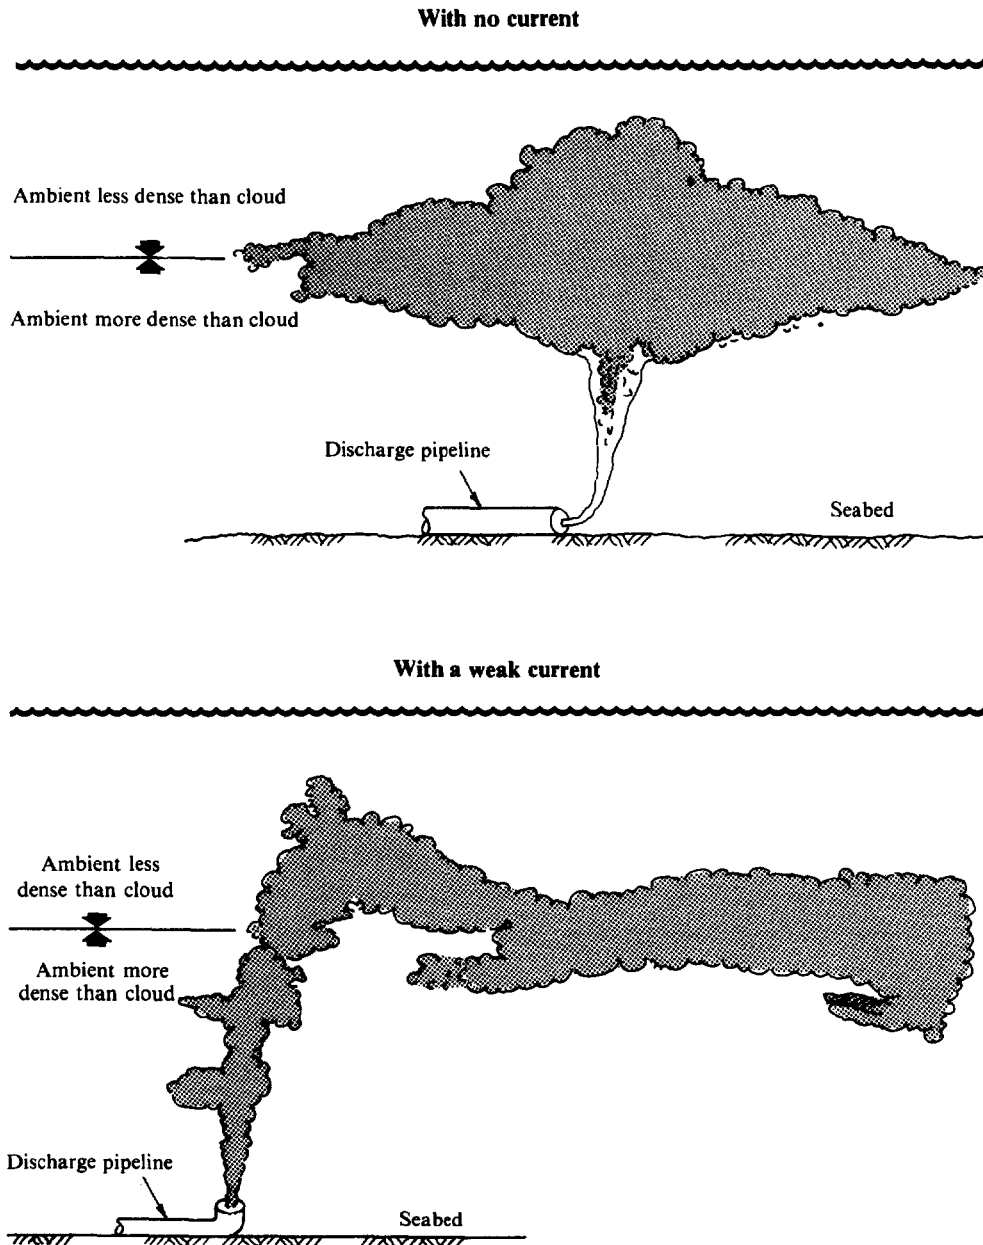 With no current
Ambient less dense than cloud
Ambient more dense than cloud
Discharge pipeline
Seabed
With a weak current
Ambient less
dense than cloud
Ambient more
dense than cloud
Discharge pipeline
Seabed